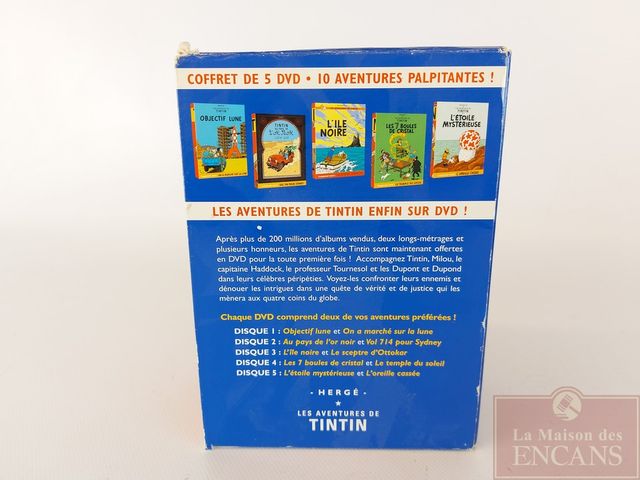 COFFRET DE 5 DVD • 10 AVENTURES PALPITANTES !
TINTIN
OBJECTIF LUNE
TINTIN
L'ILE NOIRE
TINTIN
LES 7 BOULES DE CRISTAL
TINTIN
L'ÉTOILE MYSTÉRIEUSE
LES AVENTURES DE TINTIN ENFIN SUR DVD !
Après plus de 200 millions d'albums vendus, deux longs-métrages et
plusieurs honneurs, les aventures de Tintin sont maintenant offertes
en DVD pour la toute première fois ! Accompagnez Tintin, Milou, le
capitaine Haddock, le professeur Tournesol et les Dupont et Dupond
dans leurs célèbres péripéties. Voyez-les confronter leurs ennemis et
dénouer les intrigues dans une quête de vérité et de justice qui les
mènera aux quatre coins du globe.
Chaque DVD comprend deux de vos aventures préférées !
DISQUE 1 : Objectif lune et On a marché sur la lune
DISQUE 2 : Au pays de l'or noir et Vol 714 pour Sydney
DISQUE 3 : L'île noire et Le sceptre d'Ottokar
DISQUE 4 : Les 7 boules de cristal et Le temple du soleil
DISQUE 5 : L'étoile mystérieuse et L'oreille cassée
- HERGÉ -
LES AVENTURES DE
TINTIN
La Maison des
ENCANS